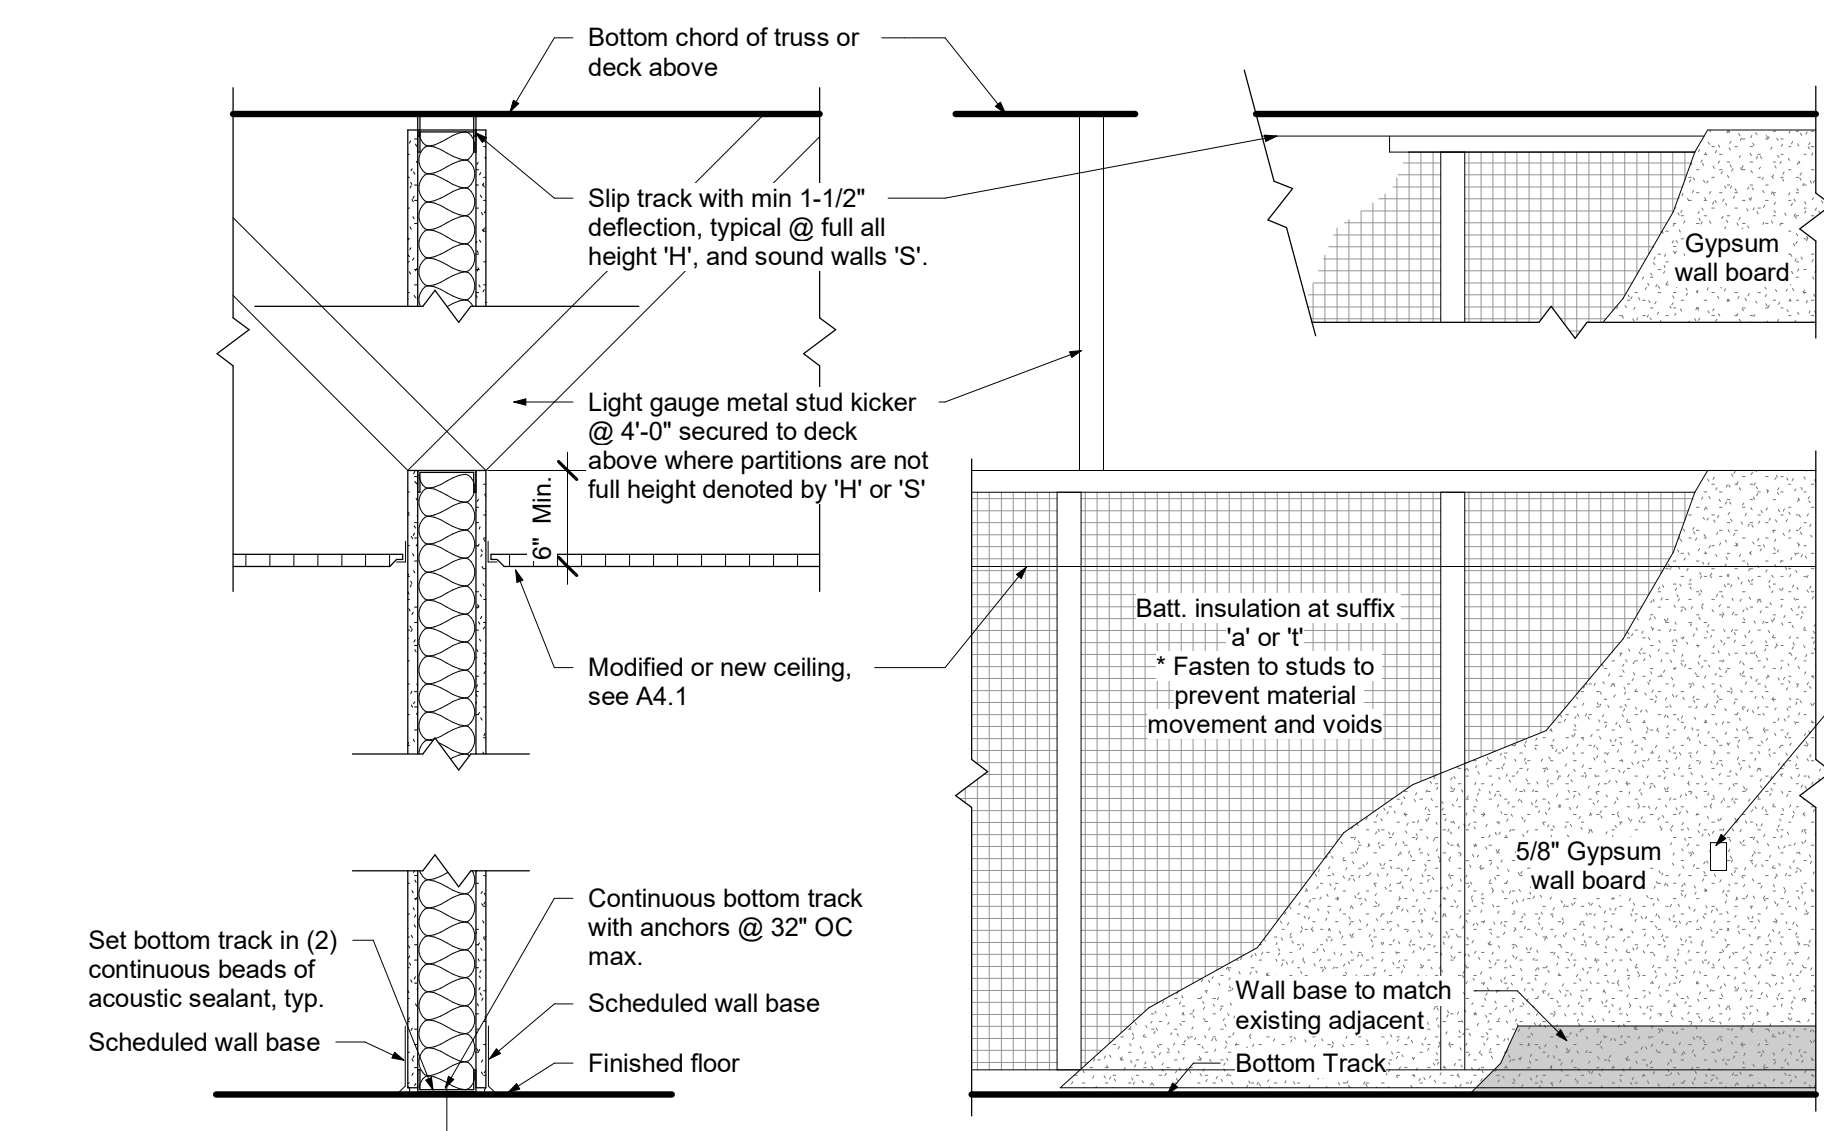 Bottom chord of truss or
deck above
Slip track with min 1-1/2"
deflection, typical @ full all
height 'H', and sound walls 'S'.
Gypsum
wall board
Light gauge metal stud kicker
@ 4'-0" secured to deck
above where partitions are not
full height denoted by 'H' or 'S'
6" Min.
Batt. insulation at suffix
'a' or 't'
* Fasten to studs to
prevent material
movement and voids
Modified or new ceiling,
see A4.1
5/8" Gypsum
wall board
Continuous bottom track
with anchors @ 32" OC
max.
Set bottom track in (2)
continuous beads of
acoustic sealant, typ.
Scheduled wall base
Scheduled wall base
Finished floor
Wall base to match
existing adjacent
Bottom Track